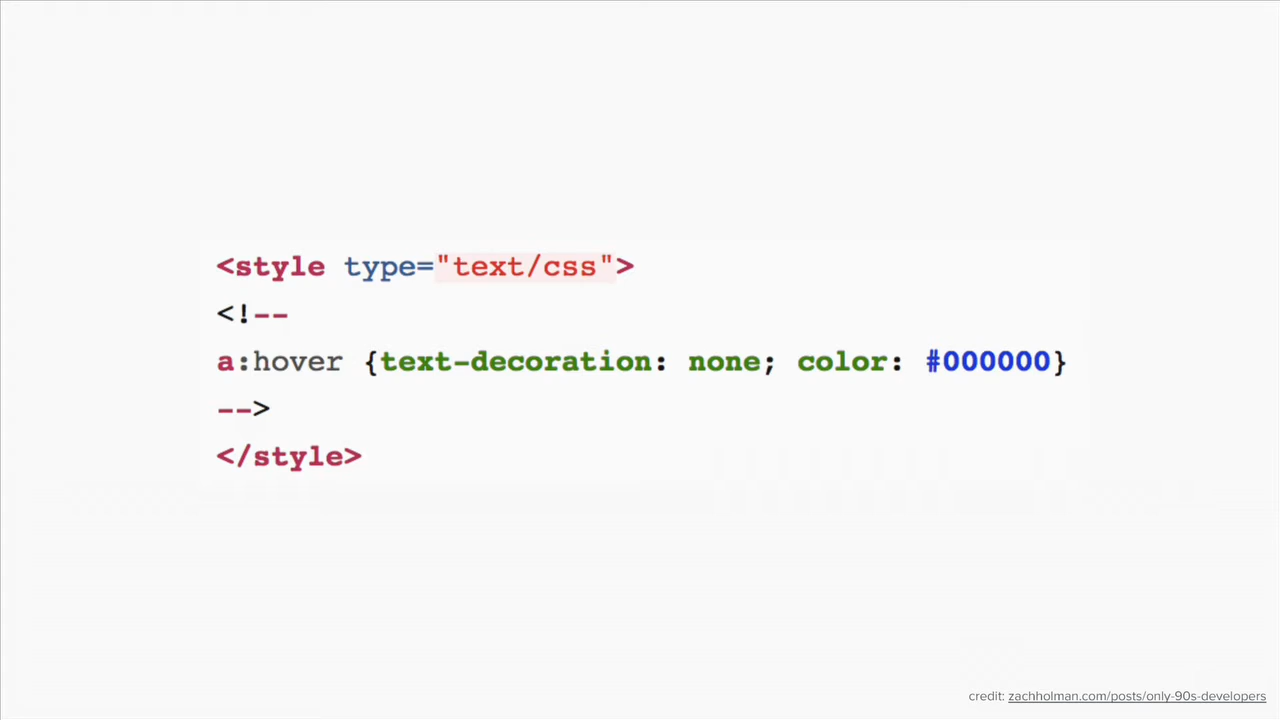 <style type="text/css">
<!--
a:hover {text-decoration: none; color: #000000}
-->
</style>
credit: zachholman.com/posts/only-90s-developers